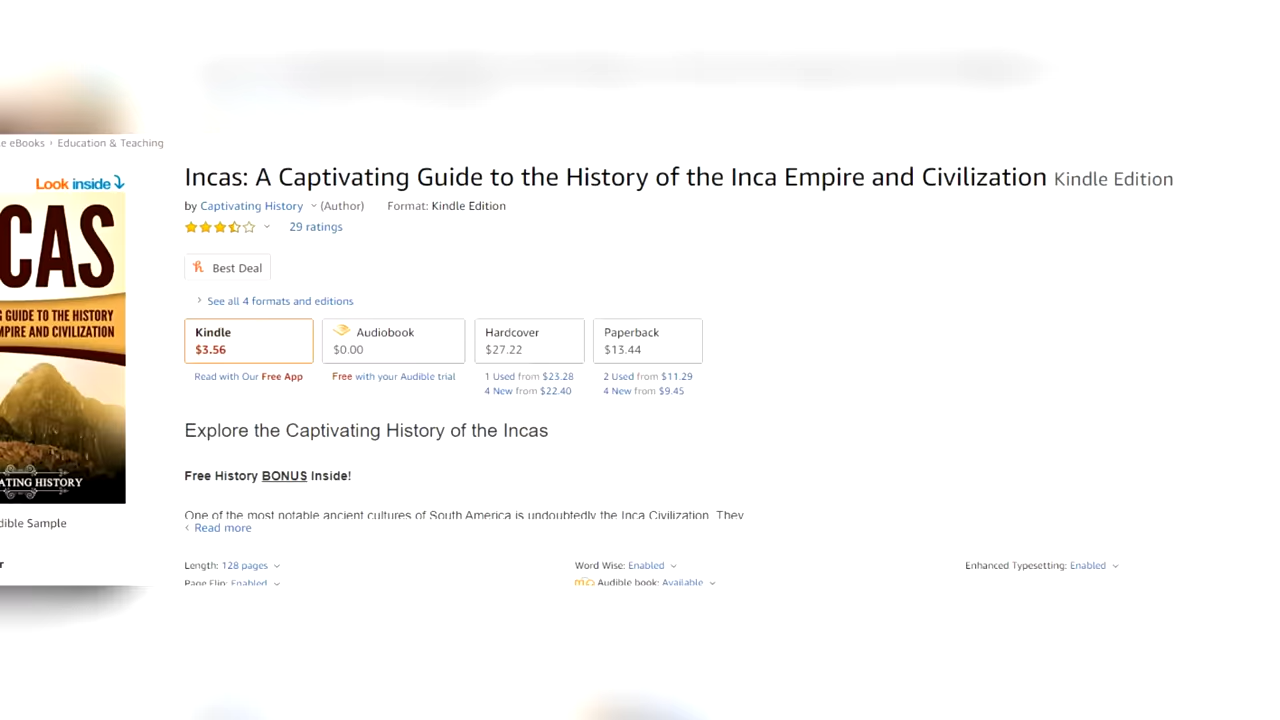 e eBooks › Education & Teaching
Look inside
CAS
G GUIDE TO THE HISTORY
MPIRE AND CIVILIZATION
ATING HISTORY
dible Sample
r
Incas: A Captivating Guide to the History of the Inca Empire and Civilization Kindle Edition
by Captivating History (Author) Format: Kindle Edition
29 ratings
Best Deal
See all 4 formats and editions
Kindle Audiobook Hardcover Paperback
$3.56 $0.00 $27.22 $13.44
Read with Our Free App Free with your Audible trial 1 Used from $23.28 2 Used from $11.29
4 New from $22.40 4 New from $9.45
Explore the Captivating History of the Incas
Free History BONUS Inside!
One of the most notable ancient cultures of South America is undoubtedly the Inca Civilization. They
Read more
Length: 128 pages Word Wise: Enabled Enhanced Typesetting: Enabled
Page Flip: Enabled Audible book: Available